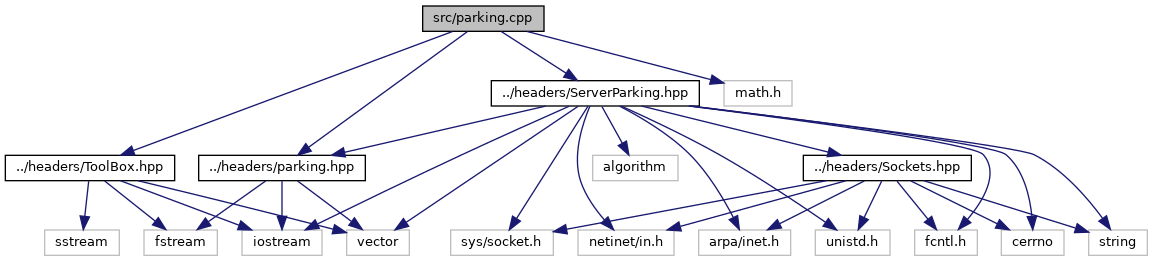 src/parking.cpp
../headers/ServerParking.hpp
math.h
../headers/ToolBox.hpp
../headers/parking.hpp
algorithm
../headers/Sockets.hpp
sstream
fstream
iostream
vector
sys/socket.h
netinet/in.h
arpa/inet.h
unistd.h
fcntl.h
cerrno
string